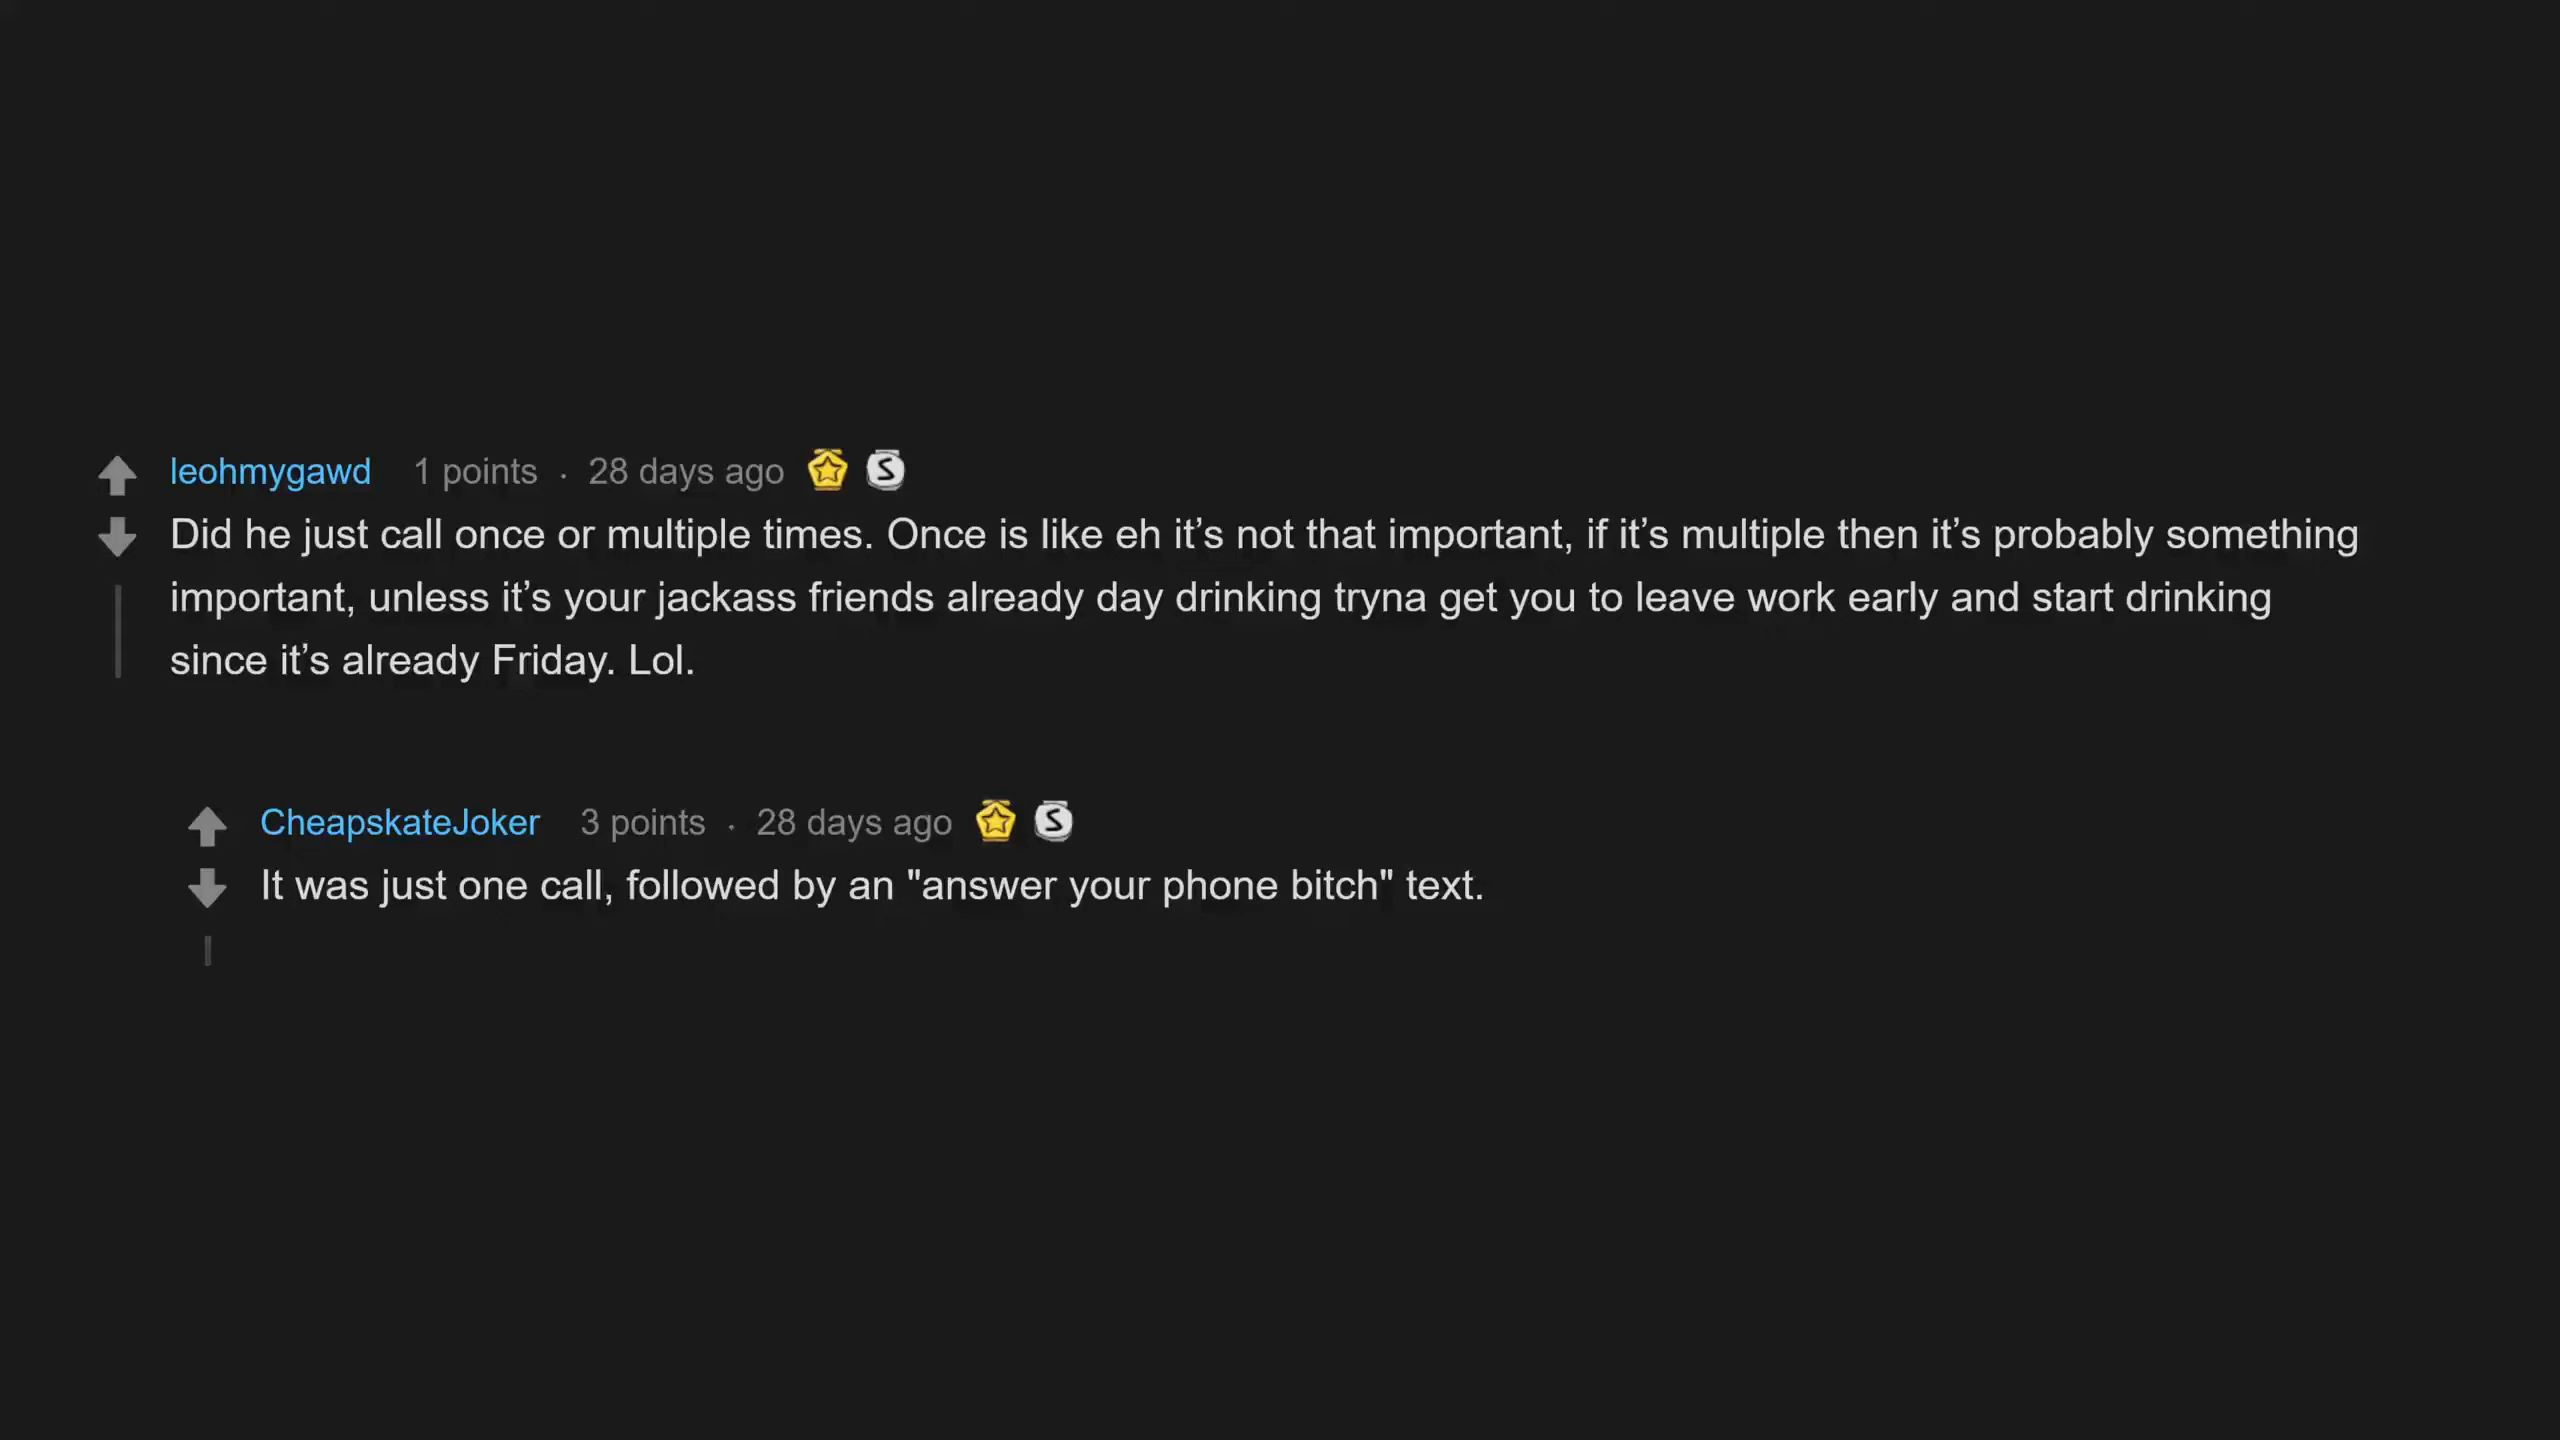 leohmygawd 1 points · 28 days ago S
Did he just call once or multiple times. Once is like eh it’s not that important, if it’s multiple then it’s probably something
important, unless it’s your jackass friends already day drinking tryna get you to leave work early and start drinking
since it’s already Friday. Lol.
CheapskateJoker 3 points · 28 days ago S
It was just one call, followed by an "answer your phone bitch" text.